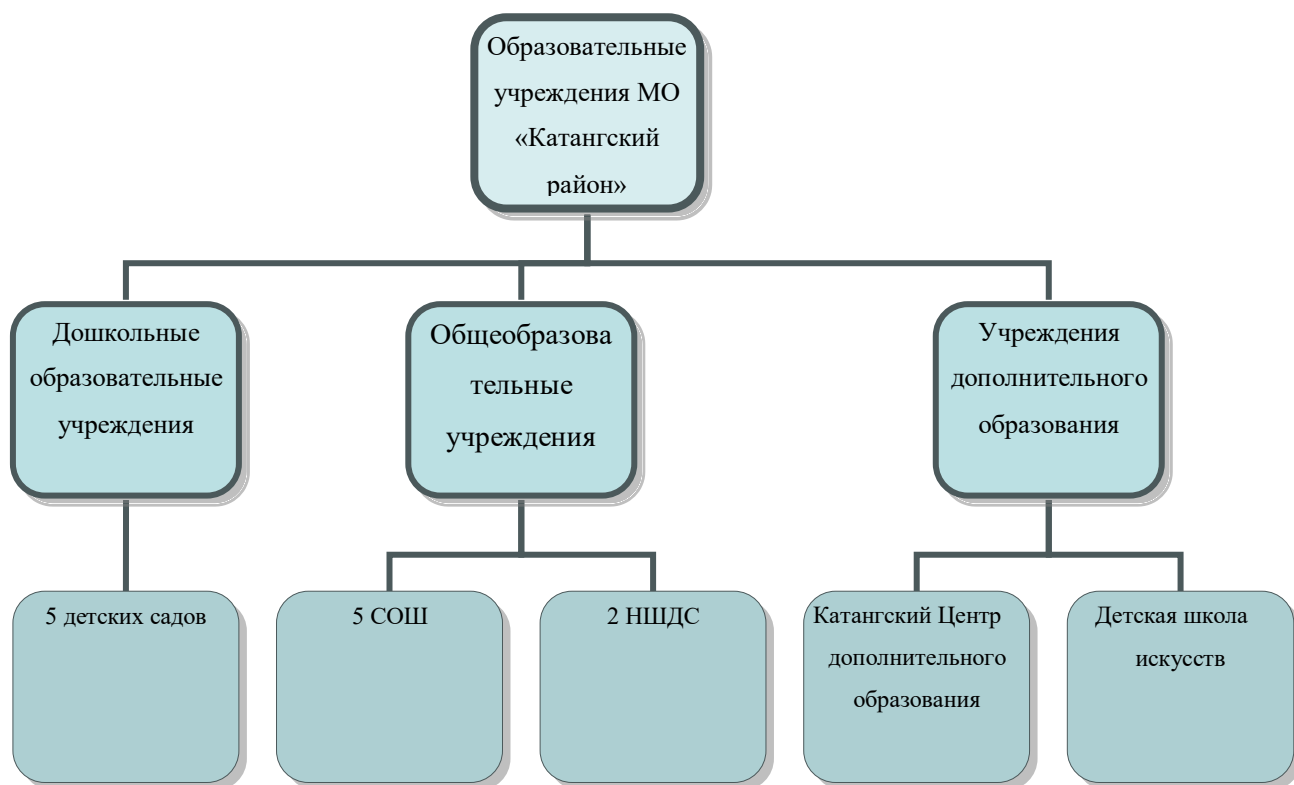 Образовательные
учреждения МО
«Катангский
район»
Дошкольные
образовательные
учреждения
Общеобразова
тельные
учреждения
Учреждения
дополнительного
образования
5 детских садов
5 СОШ
2 НШДС
Катангский Центр
дополнительного
образования
Детская школа
искусств